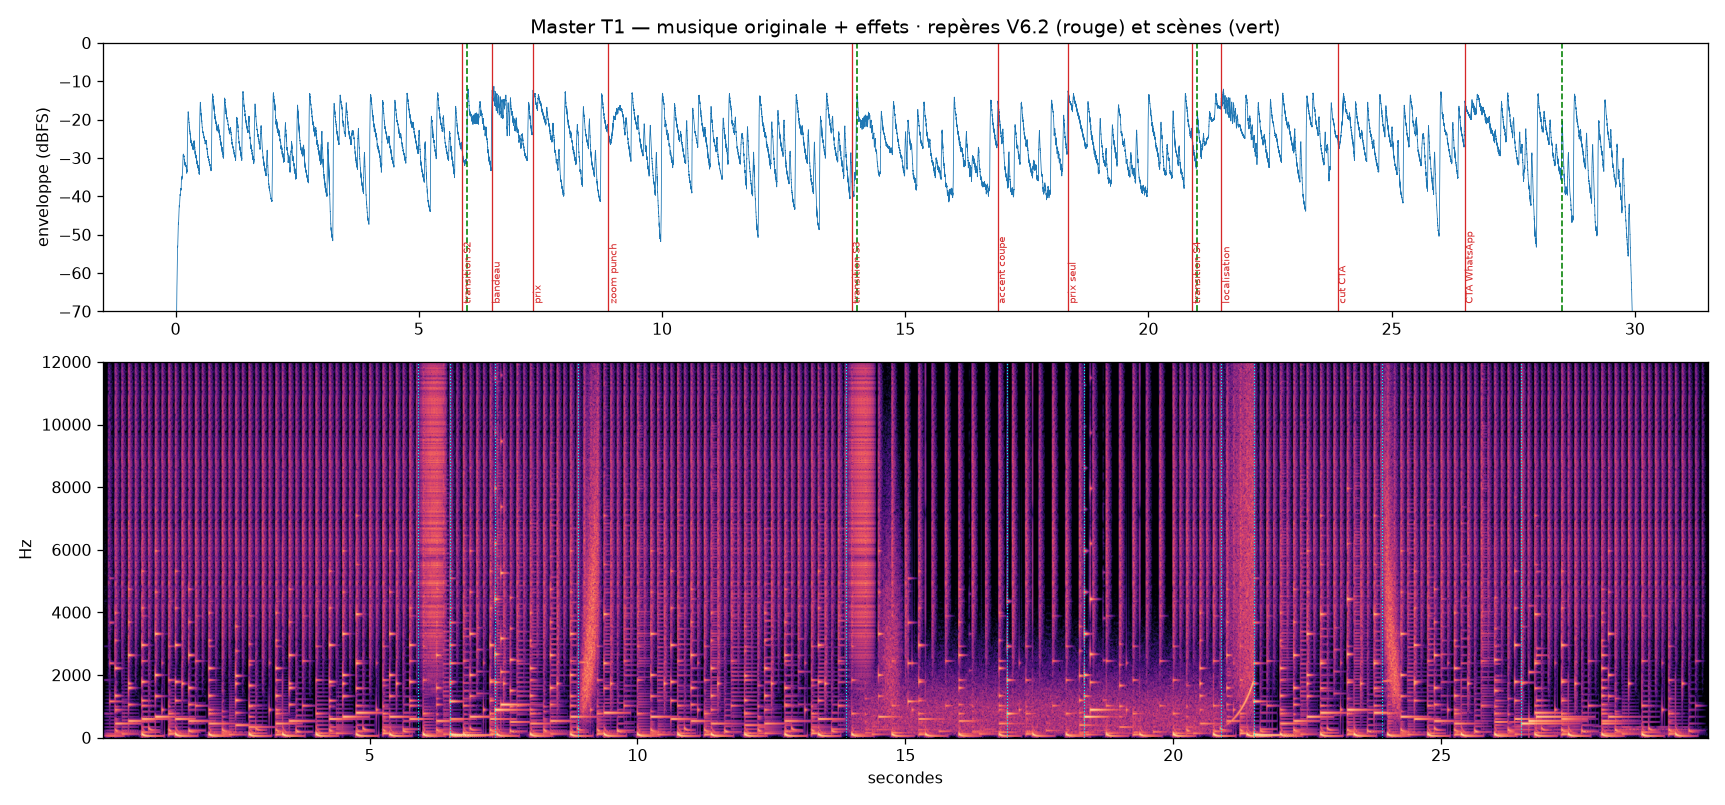 Master T1 — musique originale + effets · repères V6.2 (rouge) et scènes (vert)
enveloppe (dBFS)
0
−10
−20
−30
−40
−50
−60
−70
transition S2
bandeau
prix
zoom punch
transition S3
accent coupe
prix seul
transition S4
localisation
cut CTA
CTA WhatsApp
0 5 10 15 20 25 30
Hz
12000
10000
8000
6000
4000
2000
0
5 10 15 20 25
secondes